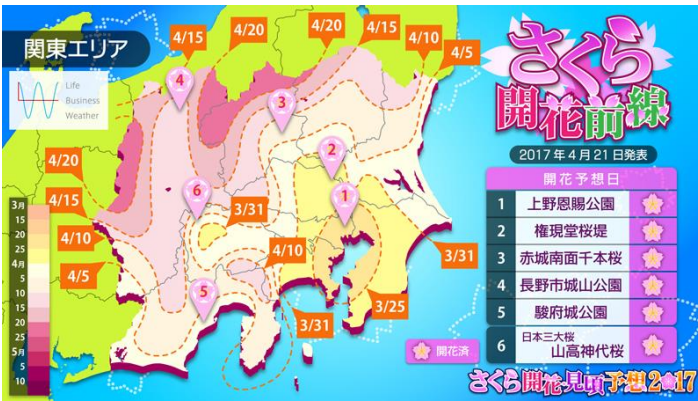 関東エリア
Life
Business
Weather
4/15
4/20
4/20
4/15
4/10
4/5
4
3
2
1
6
5
4/20
4/15
4/10
4/5
3/31
4/10
3/31
3/25
3/31
3月
15
20
25
4月
5
10
15
20
25
5月
5
10
開花済
さくら
開花前線
2017年4月21日発表
開花予想日
1 上野恩賜公園
2 権現堂桜堤
3 赤城南面千本桜
4 長野市城山公園
5 駿府城公園
6 日本三大桜
山高神代桜
さくら開花・見頃予想2017